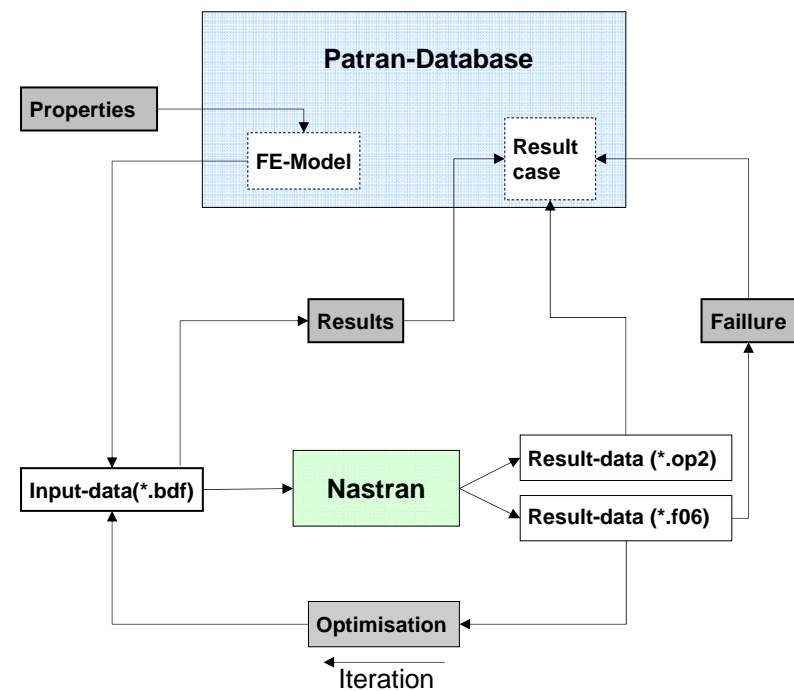 Patran-Database
Properties
FE-Model
Result
case
Results
Faillure
Input-data(*.bdf)
Nastran
Result-data (*.op2)
Result-data (*.f06)
Optimisation
Iteration